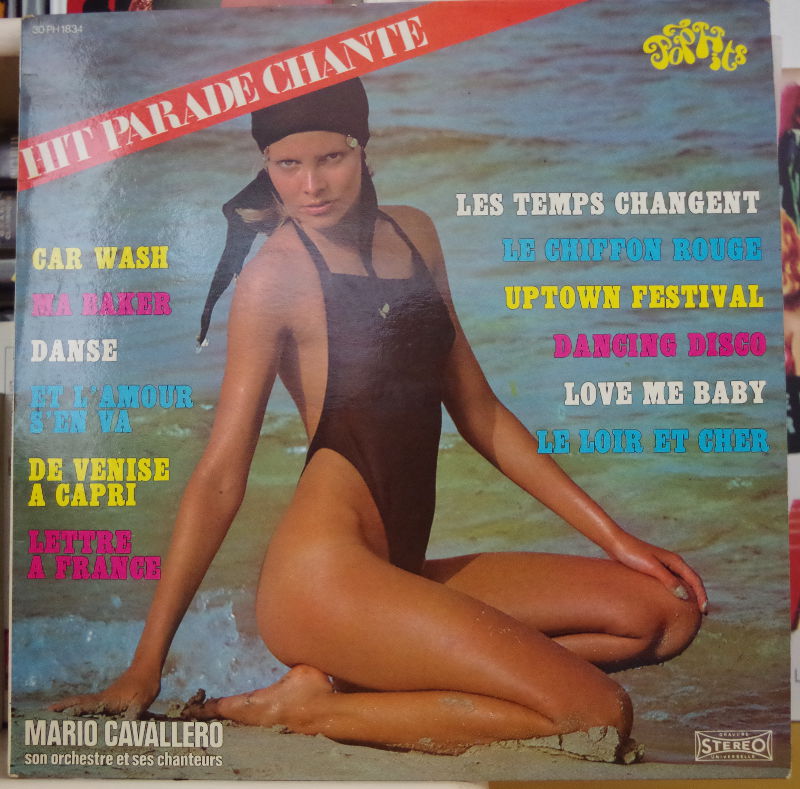 30 PH 1834
HIT PARADE CHANTE
POP HITS
CAR WASH
MA BAKER
DANSE
ET L'AMOUR
S'EN VA
DE VENISE
A CAPRI
LETTRE
A FRANCE
LES TEMPS CHANGENT
LE CHIFFON ROUGE
UPTOWN FESTIVAL
DANCING DISCO
LOVE ME BABY
LE LOIR ET CHER
MARIO CAVALLERO
son orchestre et ses chanteurs
GRAVURE
STEREO
UNIVERSELLE